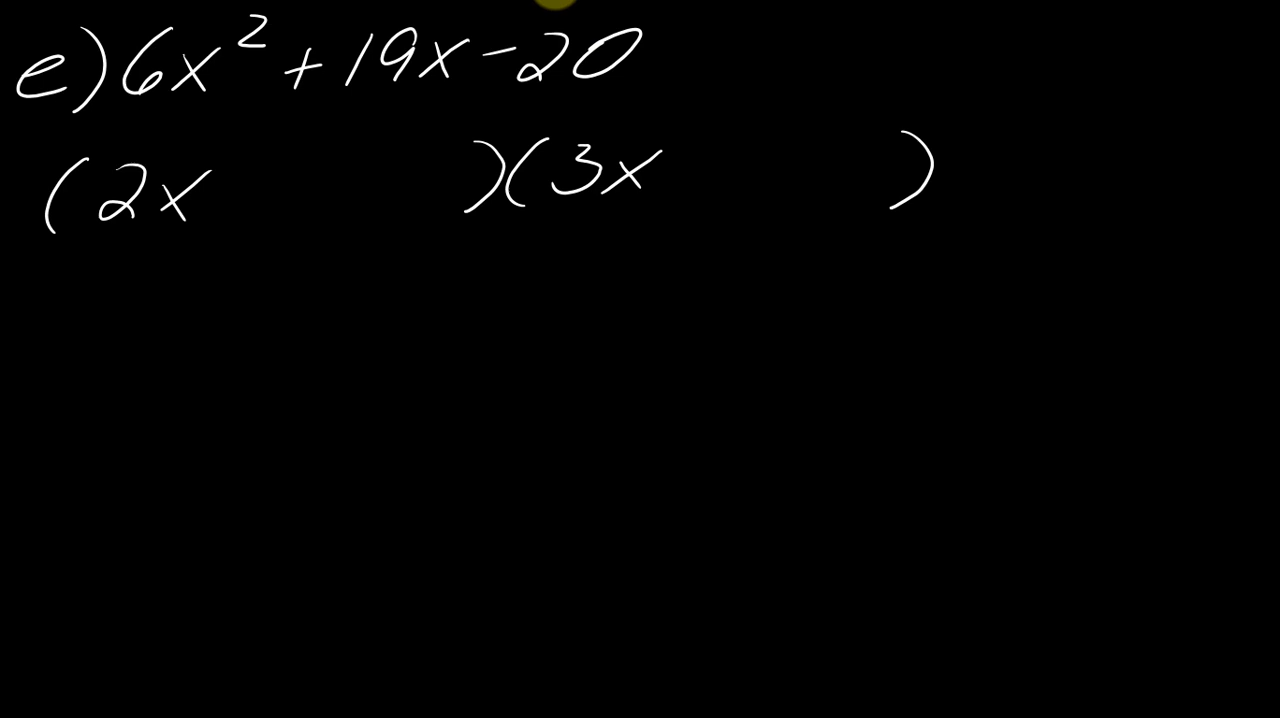 e) 6x² + 19x - 20
(2x )(3x )